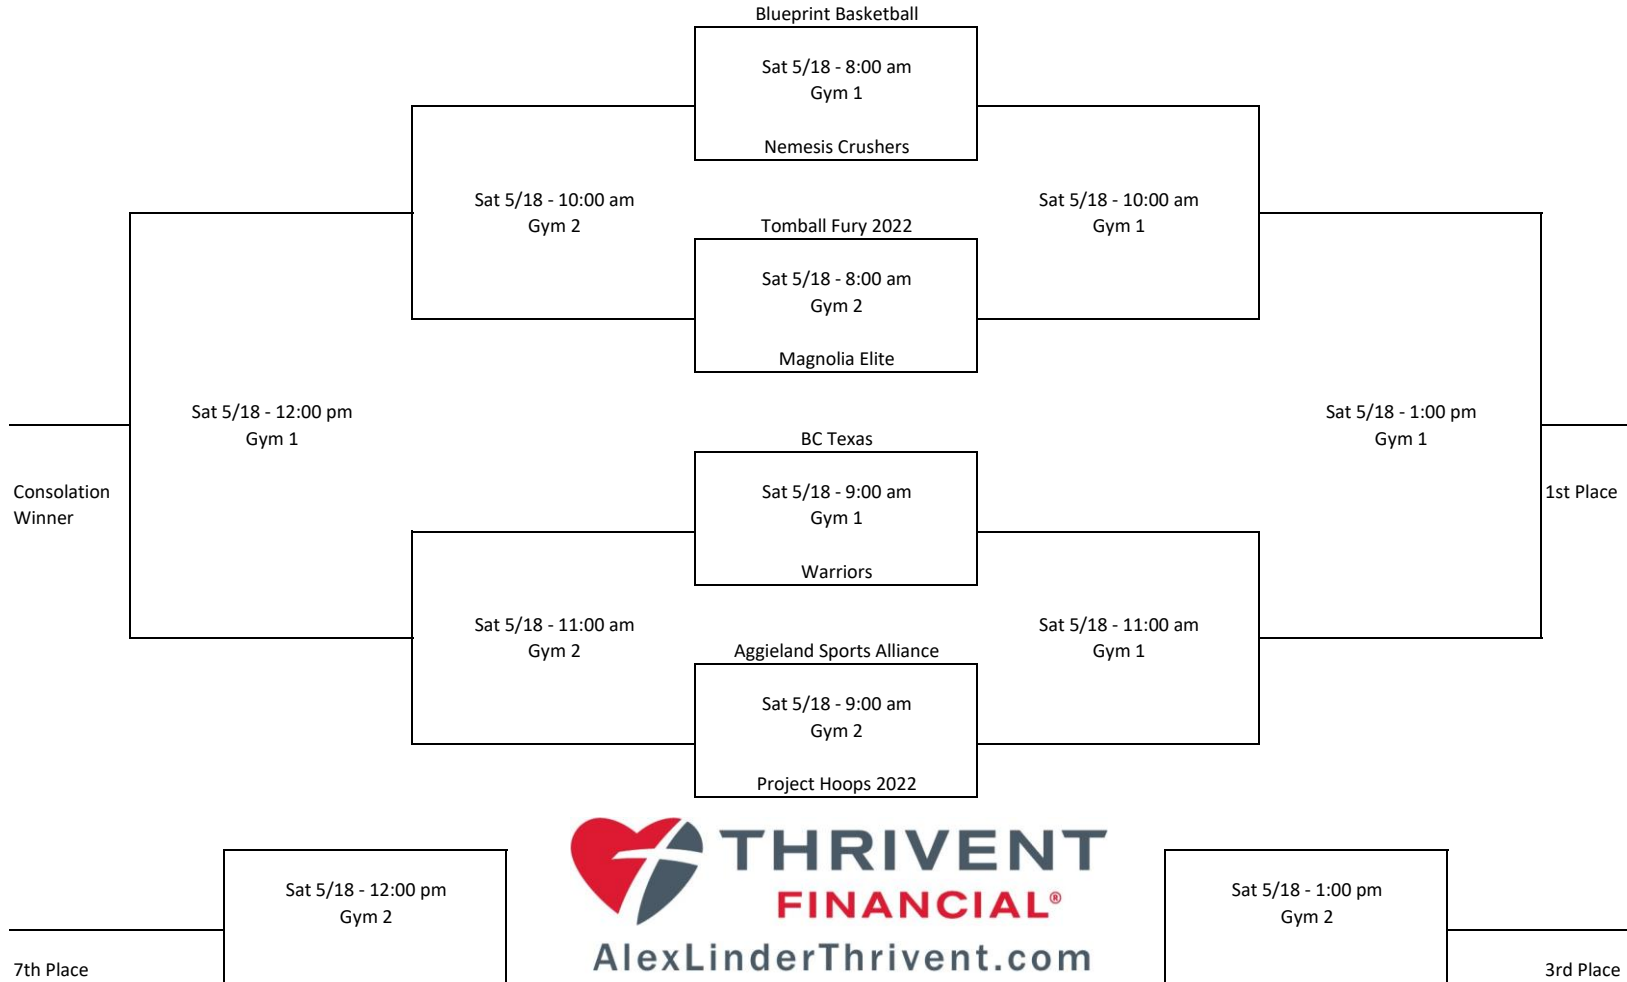 Blueprint Basketball
Sat 5/18 - 8:00 am
Gym 1
Nemesis Crushers
Sat 5/18 - 10:00 am
Gym 2
Sat 5/18 - 10:00 am
Gym 1
Tomball Fury 2022
Sat 5/18 - 8:00 am
Gym 2
Magnolia Elite
Sat 5/18 - 12:00 pm
Gym 1
Sat 5/18 - 1:00 pm
Gym 1
BC Texas
Consolation
Winner
Sat 5/18 - 9:00 am
Gym 1
1st Place
Warriors
Sat 5/18 - 11:00 am
Gym 2
Sat 5/18 - 11:00 am
Gym 1
Aggieland Sports Alliance
Sat 5/18 - 9:00 am
Gym 2
Project Hoops 2022
THRIVENT
FINANCIAL®
AlexLinderThrivent.com
Sat 5/18 - 12:00 pm
Gym 2
Sat 5/18 - 1:00 pm
Gym 2
7th Place
3rd Place